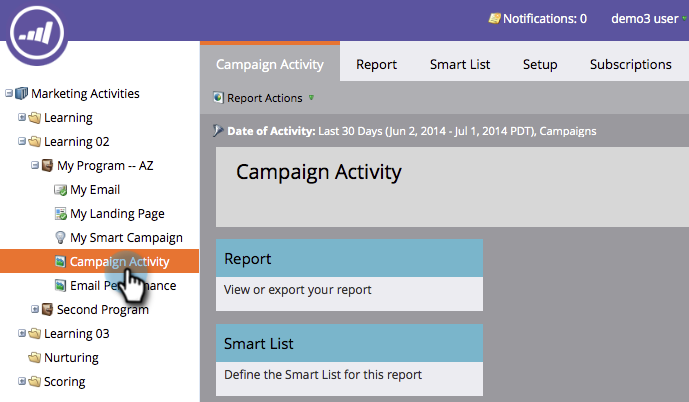 Notifications: 0 demo3 user
Campaign Activity Report Smart List Setup Subscriptions
Report Actions
Date of Activity: Last 30 Days (Jun 2, 2014 - Jul 1, 2014 PDT), Campaigns
Campaign Activity
Report
View or export your report
Smart List
Define the Smart List for this report
Marketing Activities
Learning
Learning 02
My Program -- AZ
My Email
My Landing Page
My Smart Campaign
Campaign Activity
Email Pe mance
Second Program
Learning 03
Nurturing
Scoring